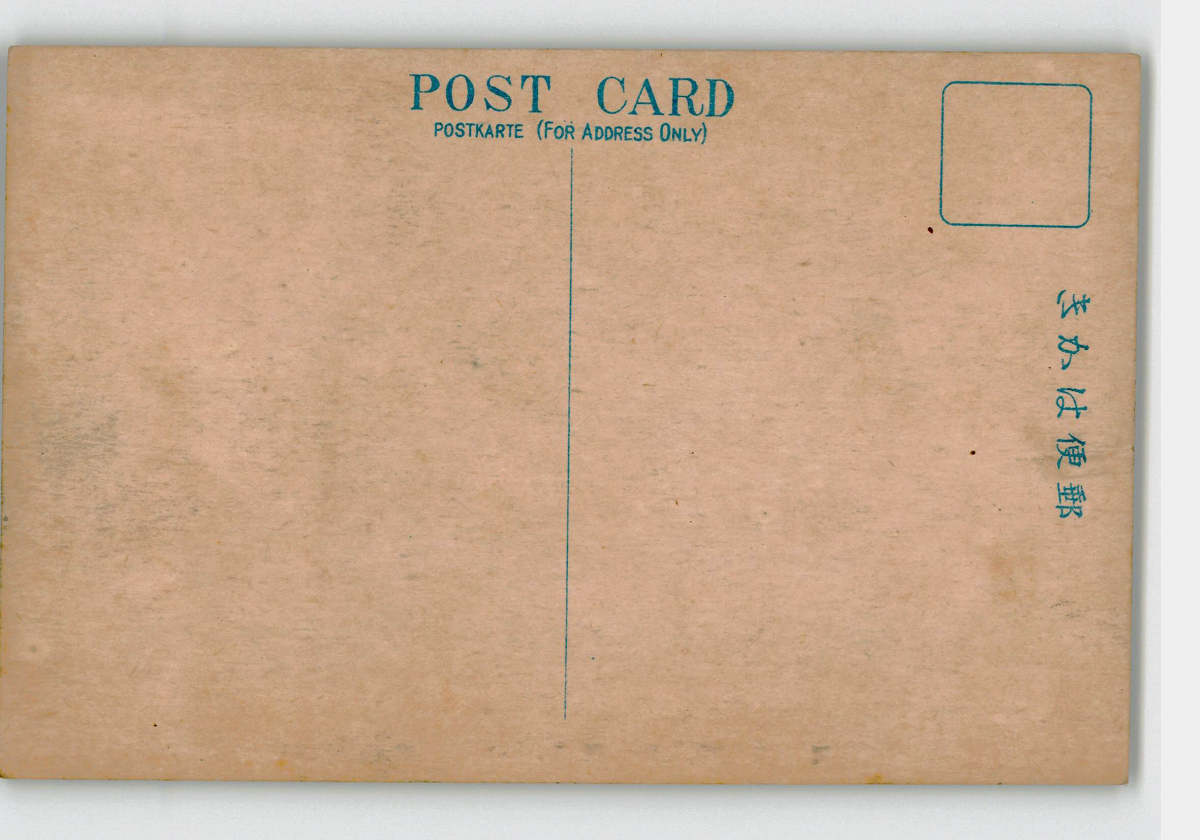 POST CARD
POSTKARTE (FOR ADDRESS ONLY)
きかは便郵